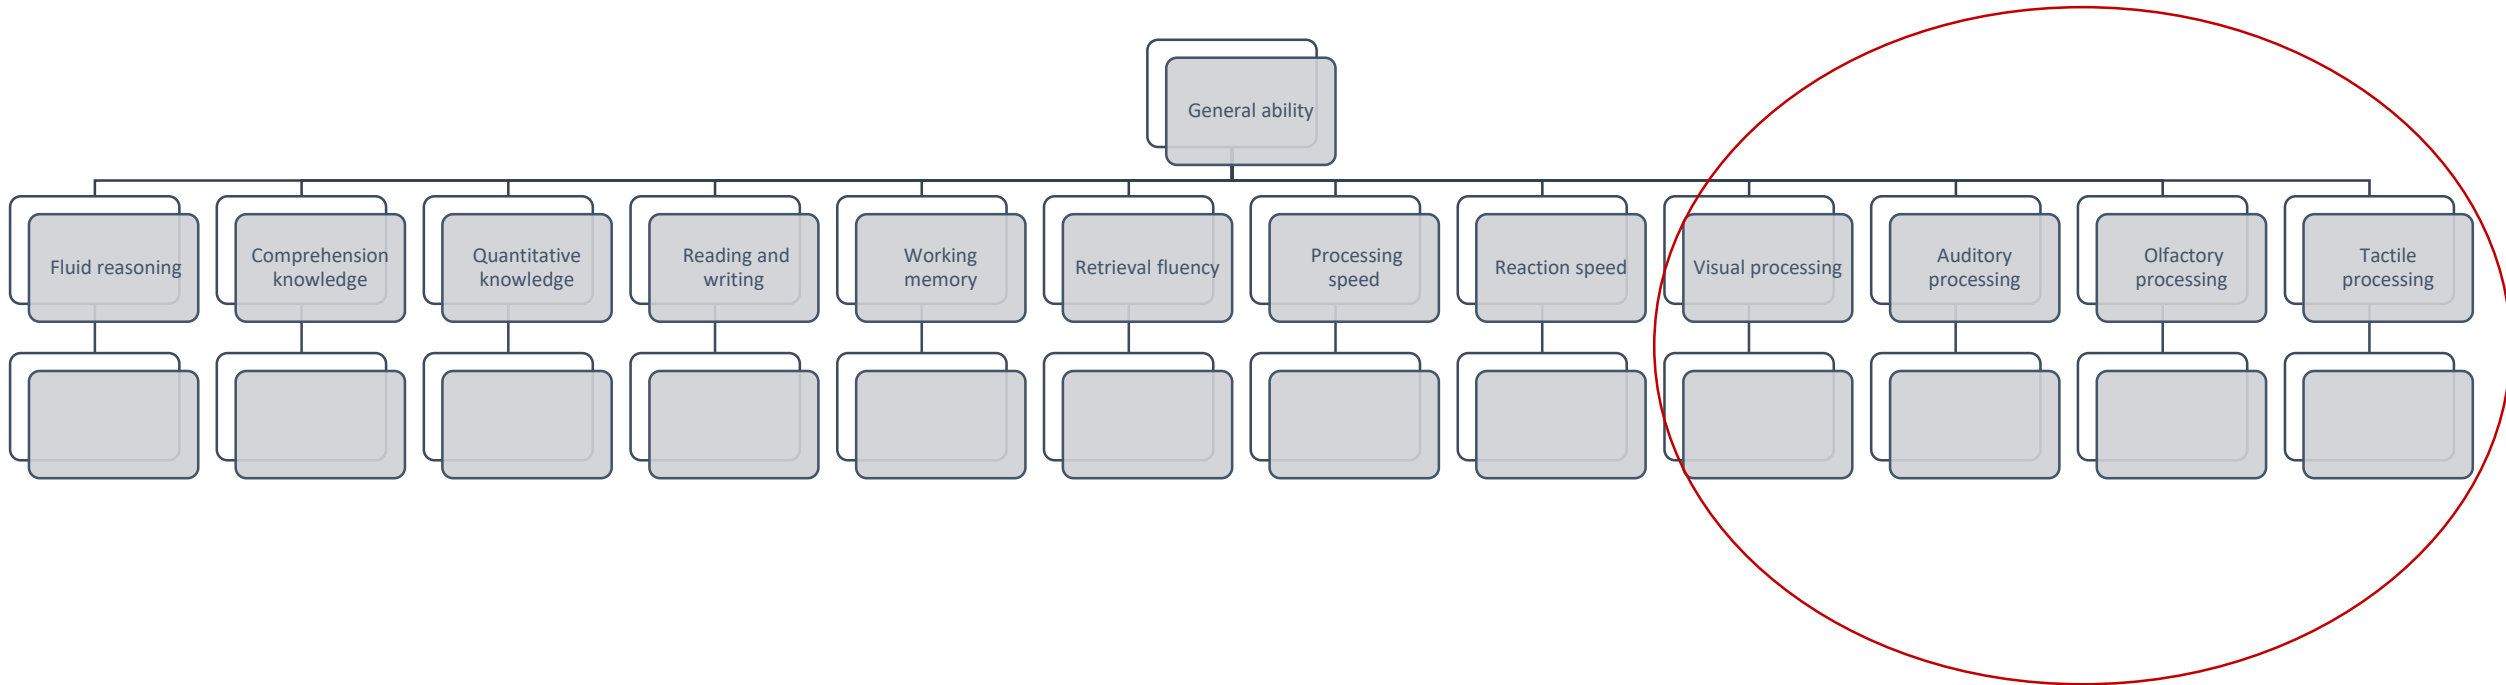 General ability
Fluid reasoning
Comprehension
knowledge
Quantitative
knowledge
Reading and
writing
Working
memory
Retrieval fluency
Processing
speed
Reaction speed
Visual processing
Auditory
processing
Olfactory
processing
Tactile
processing